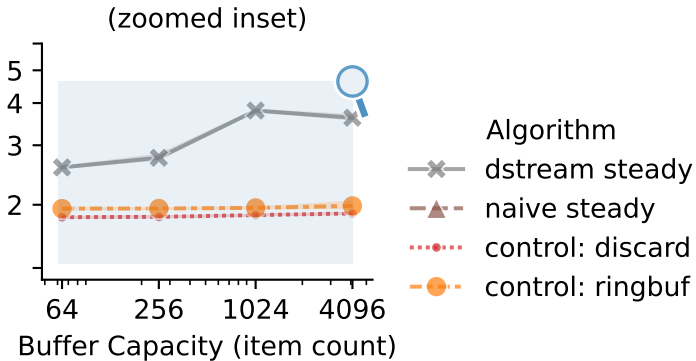 (zoomed inset)
5
4
3
2
64 256 1024 4096
Buffer Capacity (item count)
Algorithm
dstream steady
naive steady
control: discard
control: ringbuf